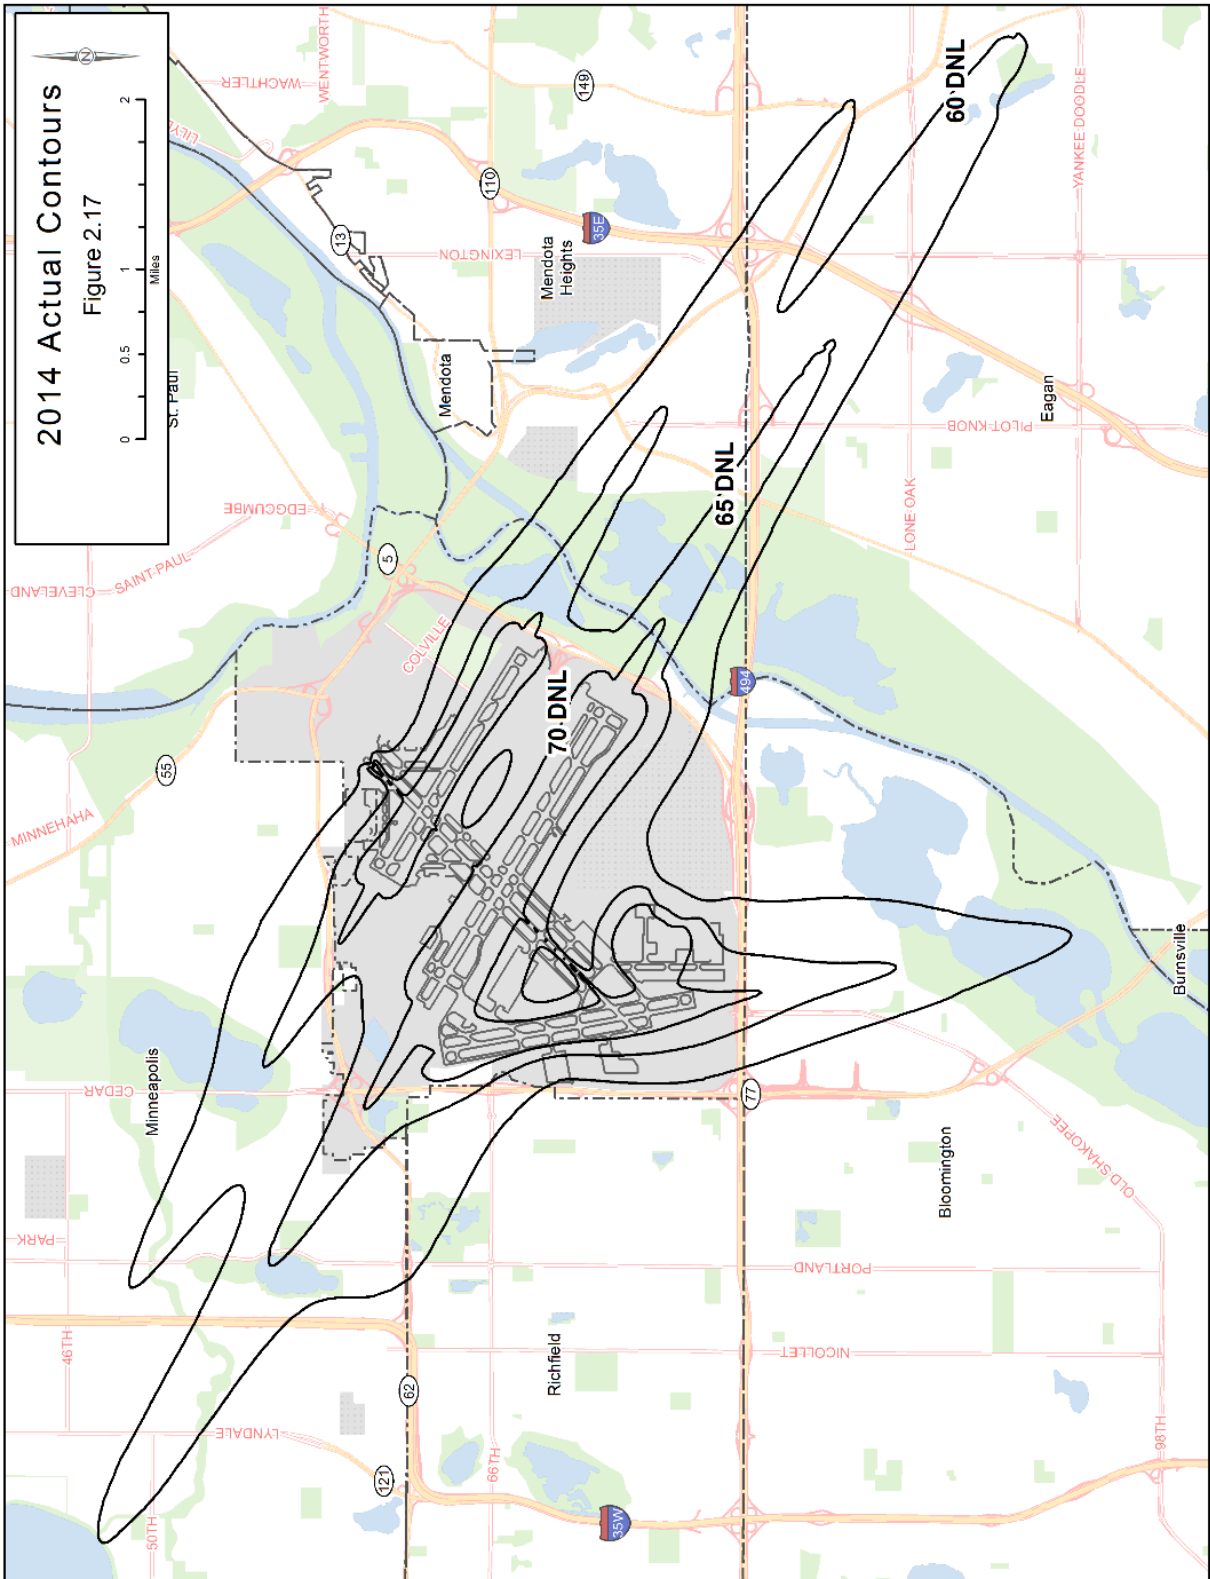 2014 Actual Contours
Figure 2.17
N
0 0.5 1 2
Miles
St. Paul
WENTWORTH
WACHTLER
LILYD
149
110
13
35E
LEXINGTON
Mendota
Heights
Mendota
EDGCUMBE
SAINT-PAUL
CLEVELAND
5
COLVILLE
55
MINNEHAHA
60 DNL
YANKEE-DOODLE
65 DNL
PILOT-KNOB
Eagan
LONE-OAK
70 DNL
494
Minneapolis
CEDAR
PARK
46TH
LYNDALE
50TH
121
62
66TH
Richfield
35W
PORTLAND
NICOLLET
77
Bloomington
OLD SHAKOPEE
98TH
Burnsville